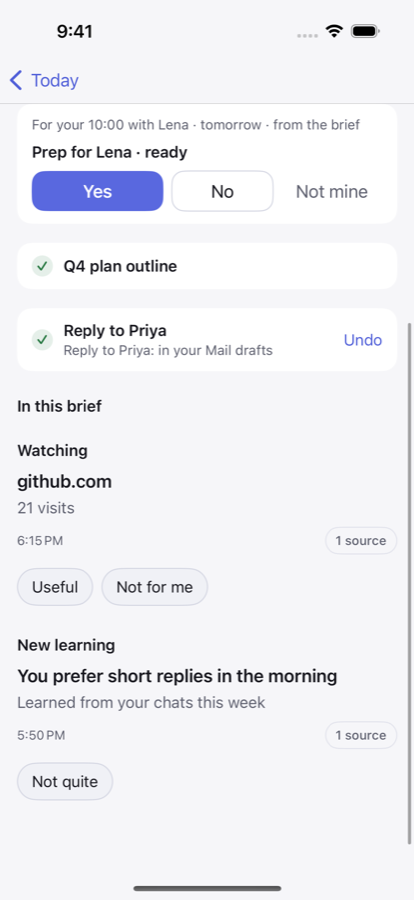 9:41
Today
For your 10:00 with Lena · tomorrow · from the brief
Prep for Lena · ready
Yes
No
Not mine
Q4 plan outline
Reply to Priya
Reply to Priya: in your Mail drafts
Undo
In this brief
Watching
github.com
21 visits
6:15 PM
1 source
Useful
Not for me
New learning
You prefer short replies in the morning
Learned from your chats this week
5:50 PM
1 source
Not quite